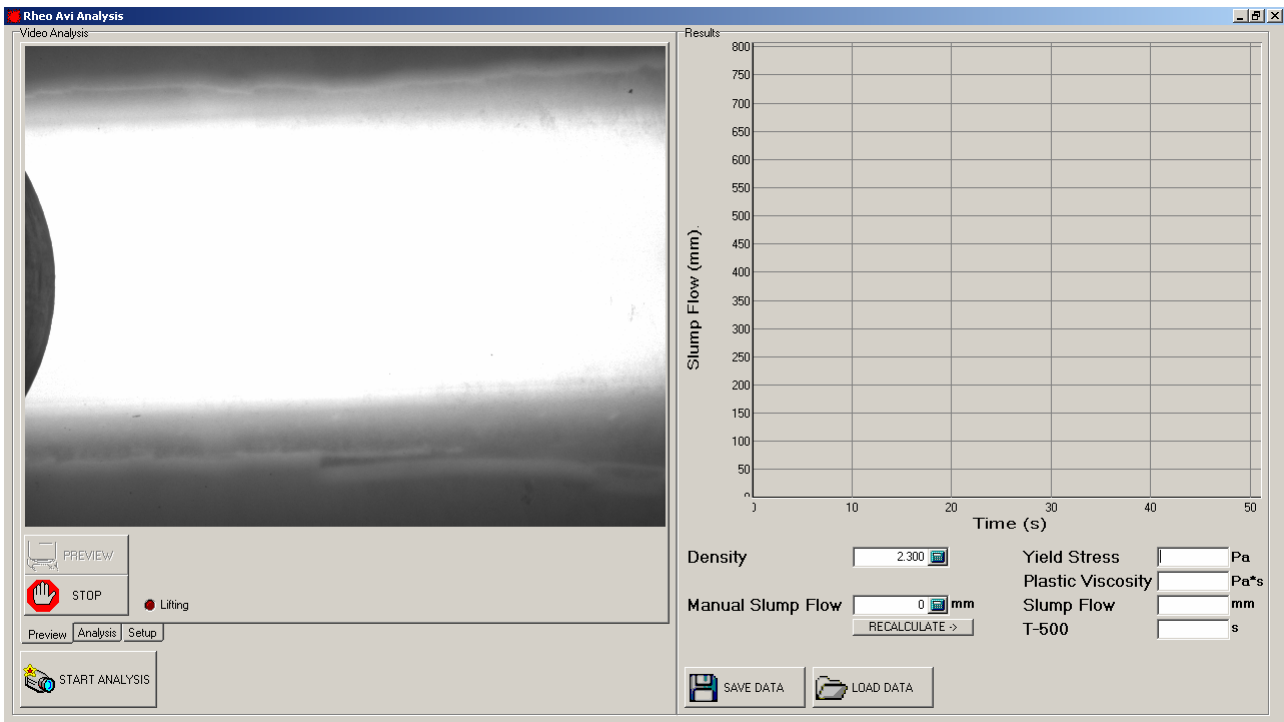 Rheo Avi Analysis
Video Analysis
PREVIEW
STOP
Lifting
Preview Analysis Setup
START ANALYSIS
Results
800
750
700
650
600
550
500
450
400
350
300
250
200
150
100
50
0
Slump Flow (mm).
10 20 30 40 50
Time (s)
Density 2.300
Manual Slump Flow 0 mm
RECALCULATE ->
Yield Stress Pa
Plastic Viscosity Pa*s
Slump Flow mm
T-500 s
SAVE DATA LOAD DATA